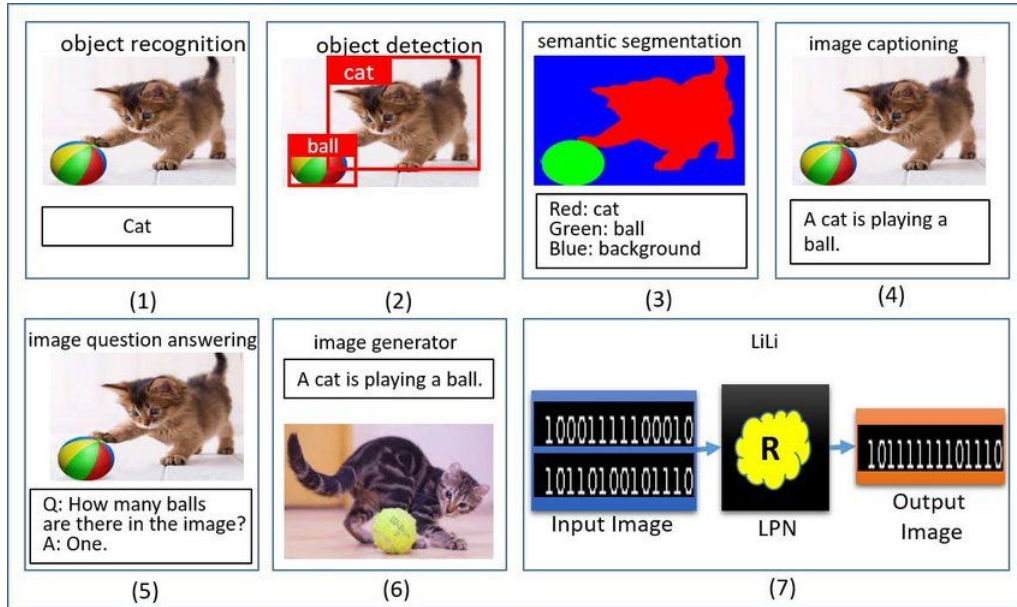 object recognition
Cat
(1)
object detection
cat
ball
(2)
semantic segmentation
Red: cat
Green: ball
Blue: background
(3)
image captioning
A cat is playing a
ball.
(4)
image question answering
Q: How many balls
are there in the image?
A: One.
(5)
image generator
A cat is playing a ball.
(6)
LiLi
10001111100010
10110100101110
Input Image
R
LPN
10111111101110
Output
Image
(7)